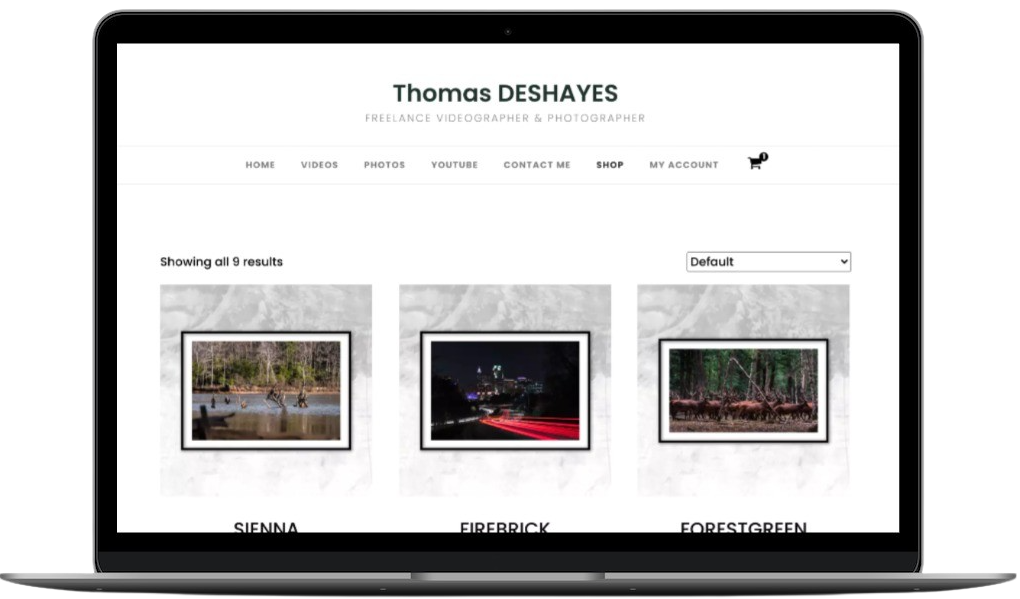 Thomas DESHAYES
FREELANCE VIDEOGRAPHER & PHOTOGRAPHER
HOME VIDEOS PHOTOS YOUTUBE CONTACT ME SHOP MY ACCOUNT 1
Showing all 9 results Default
SIENNA FIREBRICK FORESTGREEN